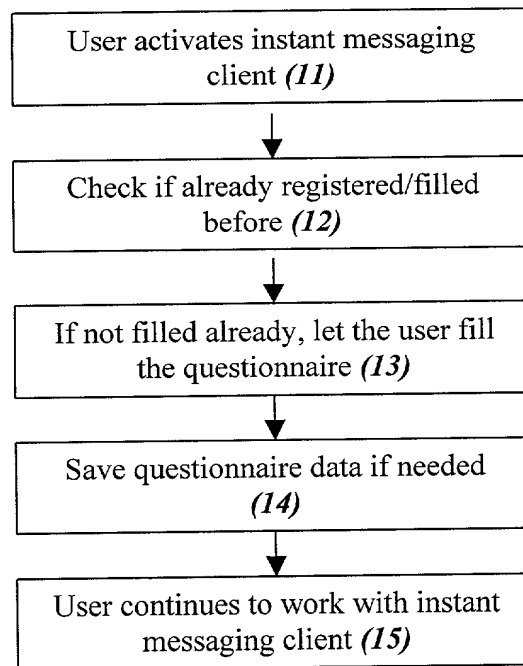 User activates instant messaging
client (11)
Check if already registered/filled
before (12)
If not filled already, let the user fill
the questionnaire (13)
Save questionnaire data if needed
(14)
User continues to work with instant
messaging client (15)